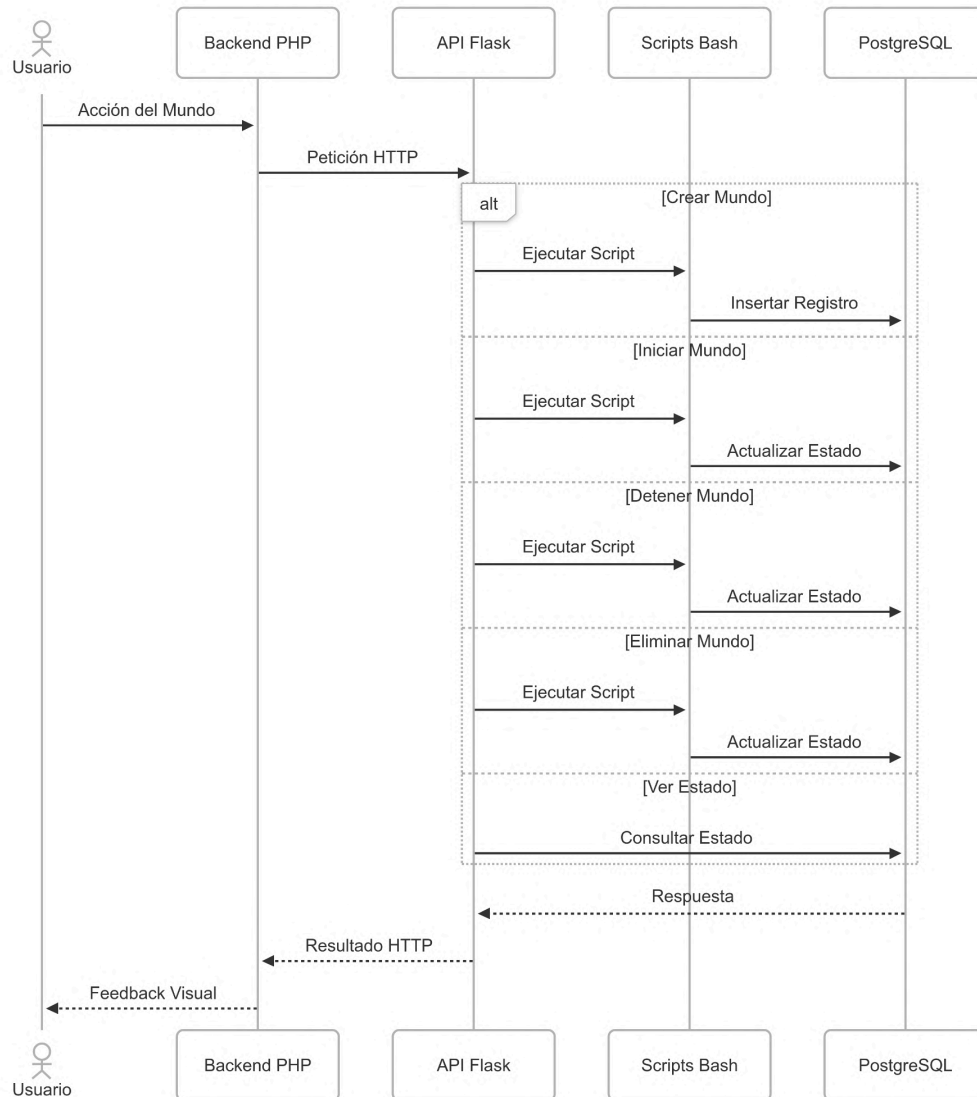 Usuario
Backend PHP
API Flask
Scripts Bash
PostgreSQL
Acción del Mundo
Petición HTTP
alt
[Crear Mundo]
Ejecutar Script
Insertar Registro
[Iniciar Mundo]
Ejecutar Script
Actualizar Estado
[Detener Mundo]
Ejecutar Script
Actualizar Estado
[Eliminar Mundo]
Ejecutar Script
Actualizar Estado
[Ver Estado]
Consultar Estado
Respuesta
Resultado HTTP
Feedback Visual
Usuario
Backend PHP
API Flask
Scripts Bash
PostgreSQL